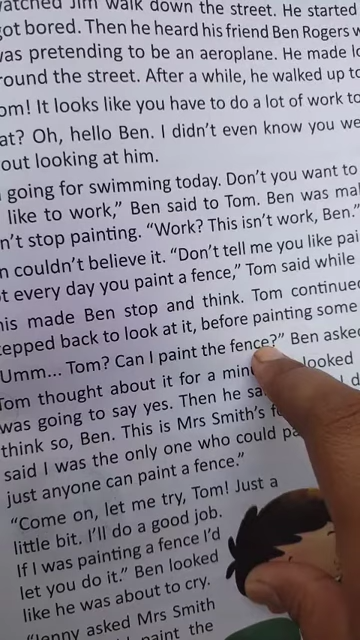 Jim walk down the street. He started
got bored. Then he heard his friend Ben Rogers
was pretending to be an aeroplane. He made
round the street. After a while, he walked up to
om! It looks like you have to do a lot of work to
at? Oh, hello Ben. I didn't even know you we
out looking at him.
going for swimming today. Don't you want to
like to work,” Ben said to Tom. Ben was
n't stop painting. “Work? This isn't work, Ben.”
n couldn't believe it. “Don't tell me you like pai
ot every day you paint a fence,” Tom said while
his made Ben stop and think. Tom continued
tepped back to look at it, before painting some
Umm... Tom? Can I paint the fence?” Ben aske
Tom thought about it for a min looked
was going to say yes. Then he sa
think so, Ben. This is Mrs Smith's f
said I was the only one who could pa
just anyone can paint a fence.”
“Come on, let me try, Tom! Just a
little bit. I'll do a good job.
If I was painting a fence I'd
let you do it.” Ben looked
like he was about to cry.
asked Mrs Smith
paint the